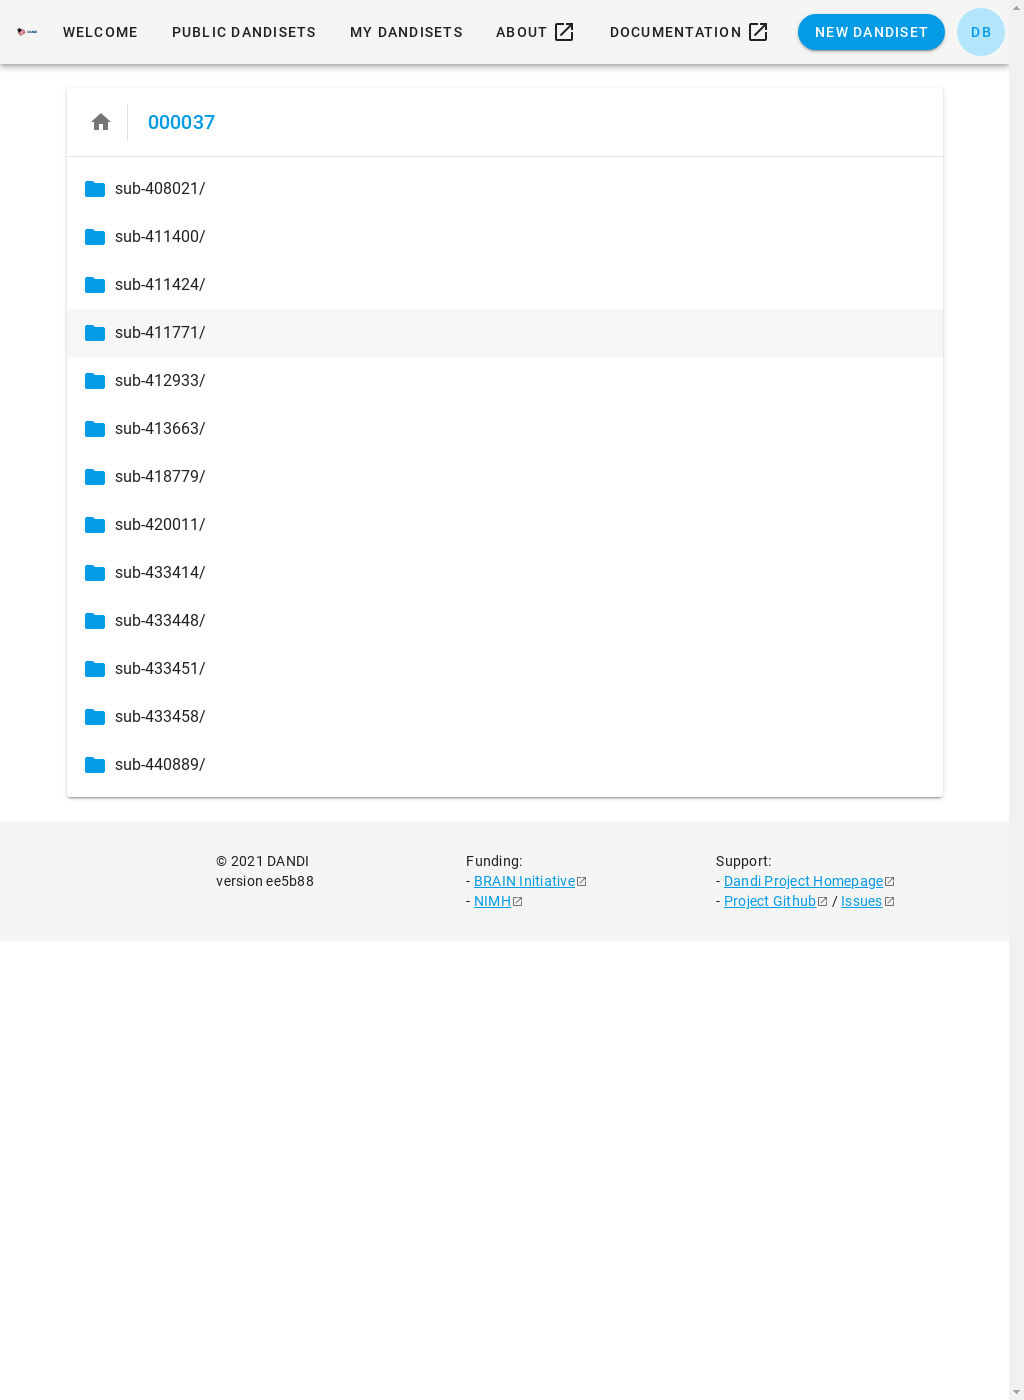 DANDI WELCOME PUBLIC DANDISETS MY DANDISETS ABOUT DOCUMENTATION NEW DANDISET DB
000037
sub-408021/
sub-411400/
sub-411424/
sub-411771/
sub-412933/
sub-413663/
sub-418779/
sub-420011/
sub-433414/
sub-433448/
sub-433451/
sub-433458/
sub-440889/
© 2021 DANDI
version ee5b88
Funding:
- BRAIN Initiative
- NIMH
Support:
- Dandi Project Homepage
- Project Github / Issues